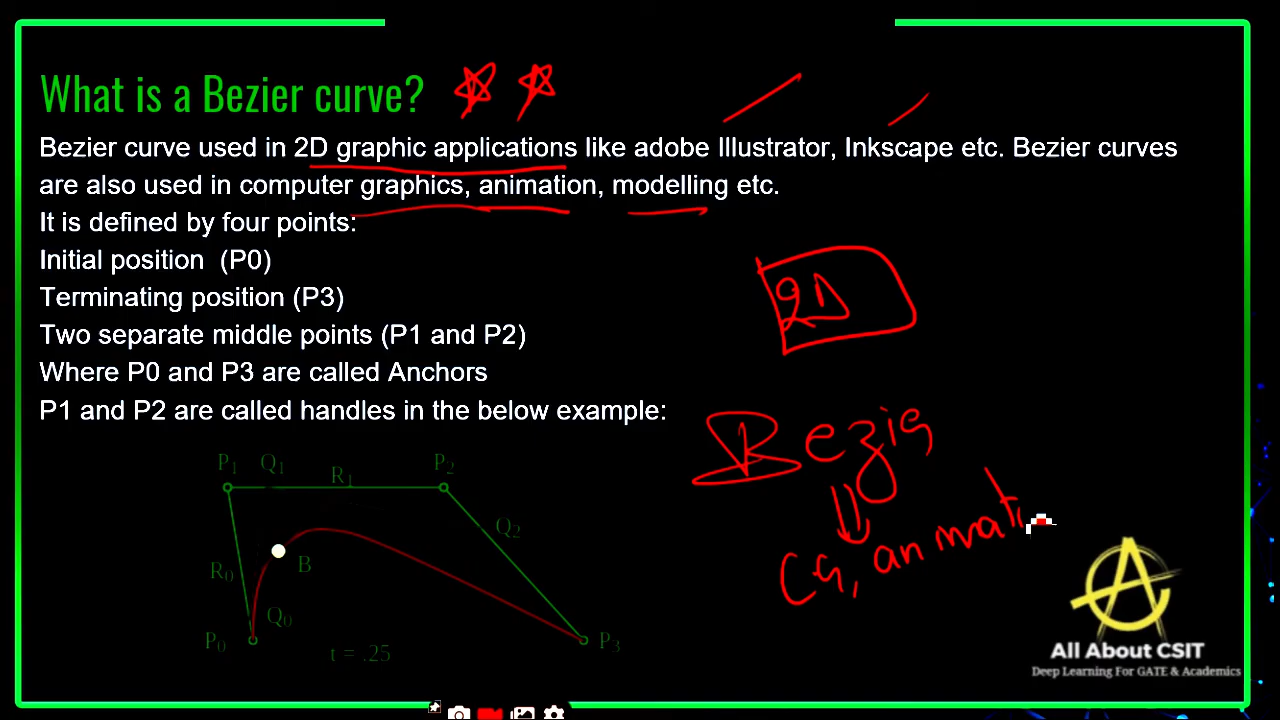 What is a Bezier curve?
Bezier curve used in 2D graphic applications like adobe Illustrator, Inkscape etc. Bezier curves
are also used in computer graphics, animation, modelling etc.
It is defined by four points:
Initial position (P0)
Terminating position (P3)
2D
Two separate middle points (P1 and P2)
Where P0 and P3 are called Anchors
P1 and P2 are called handles in the below example:
Bezie
P1 Q1 R1 P2
Q2
CG, animati
R0 B
Q0
P0 t = .25 P3
All About CSIT
Deep Learning For GATE & Academics